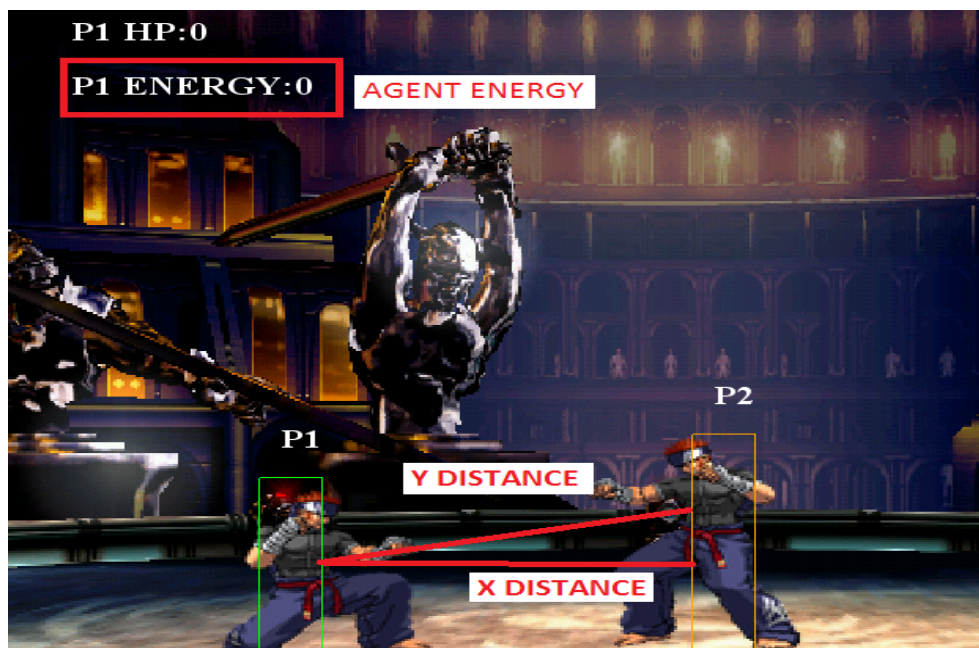 P1 HP:0
P1 ENERGY:0
AGENT ENERGY
P2
P1
Y DISTANCE
X DISTANCE